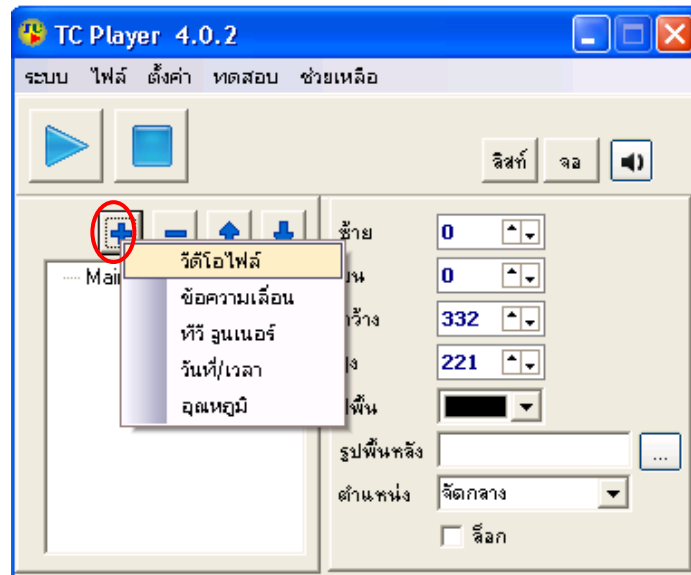 TC Player 4.0.2
ระบบ ไฟล์ ตั้งค่า ทดสอบ ช่วยเหลือ
ลิสท์ จอ
ซ้าย 0
วีดีโอไฟล์
0
ข้อความเลื่อน
332
ทีวี จูนเนอร์
221
วันที่/เวลา
อุณหภูมิ
รูปพื้นหลัง ...
ตำแหน่ง จัดกลาง
ล็อก